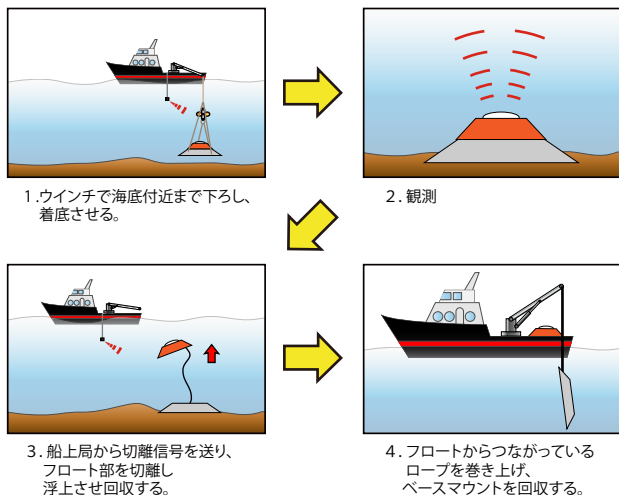 1.ウインチで海底付近まで下ろし、
着底させる。
2.観測
3.船上局から切離信号を送り、
フロート部を切離し
浮上させ回収する。
4.フロートからつながっている
ロープを巻き上げ、
ベースマウントを回収する。